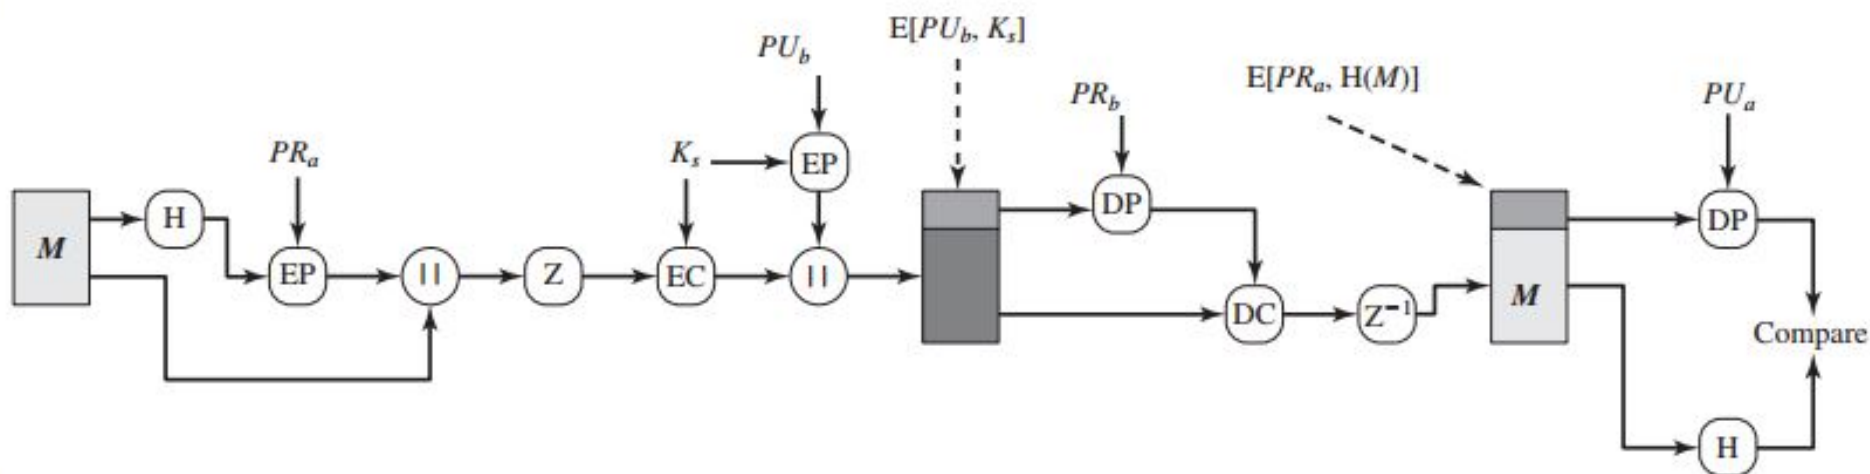 E[PU_b, K_s]
PU_b
E[PR_a, H(M)]
PR_b
PU_a
PR_a
K_s
EP
DP
M
H
DP
EP
||
Z
EC
||
DC
Z⁻¹
M
Compare
H